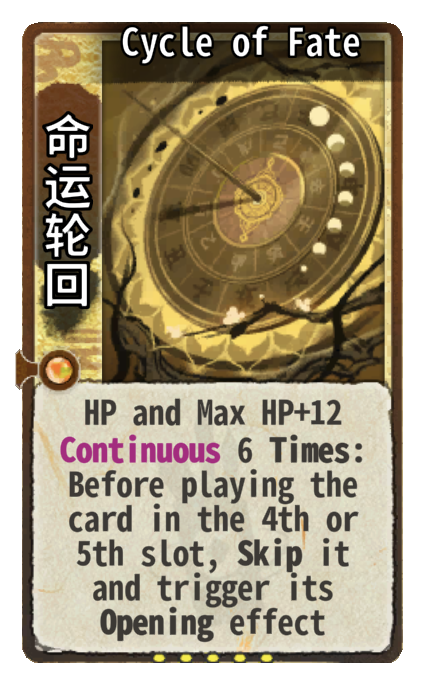 Cycle of Fate
命运轮回
HP and Max HP+12
Continuous 6 Times:
Before playing the
card in the 4th or
5th slot, Skip it
and trigger its
Opening effect